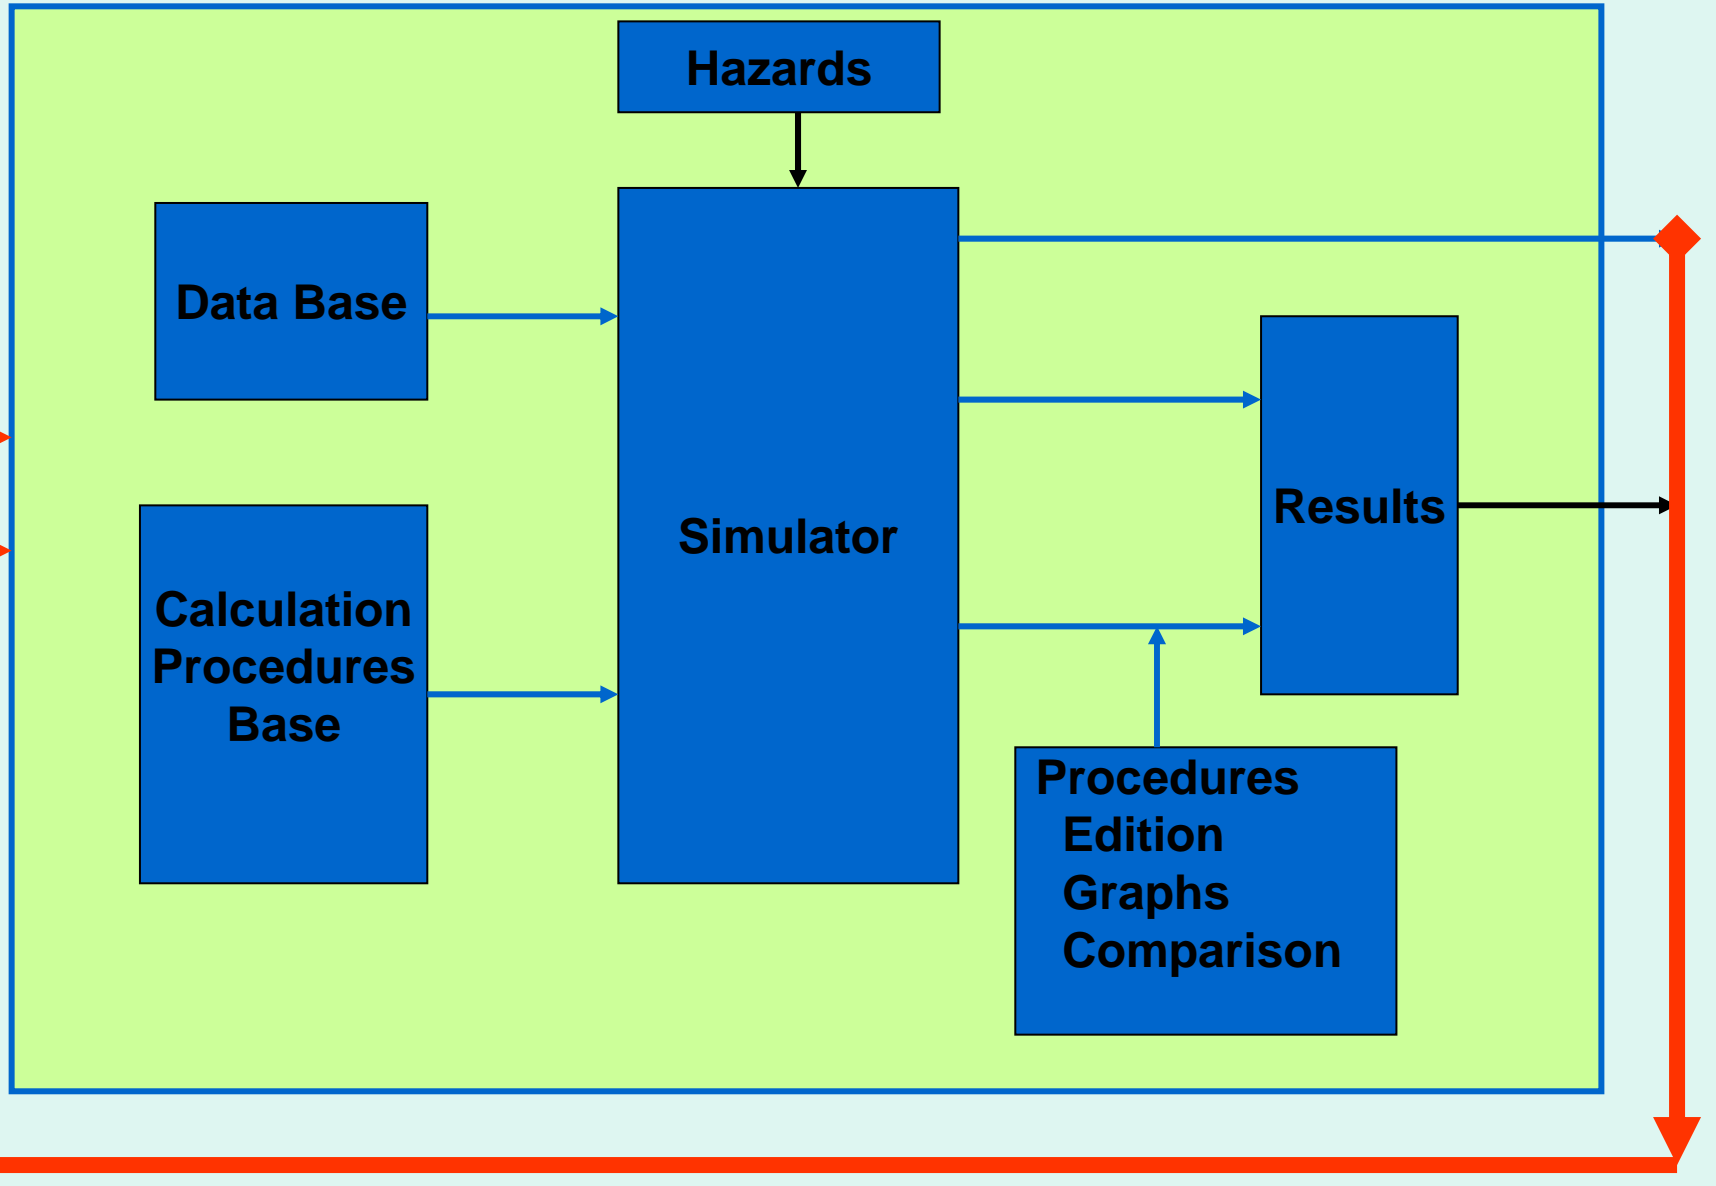 Hazards
Data Base
Simulator
Results
Calculation
Procedures
Base
Procedures
Edition
Graphs
Comparison